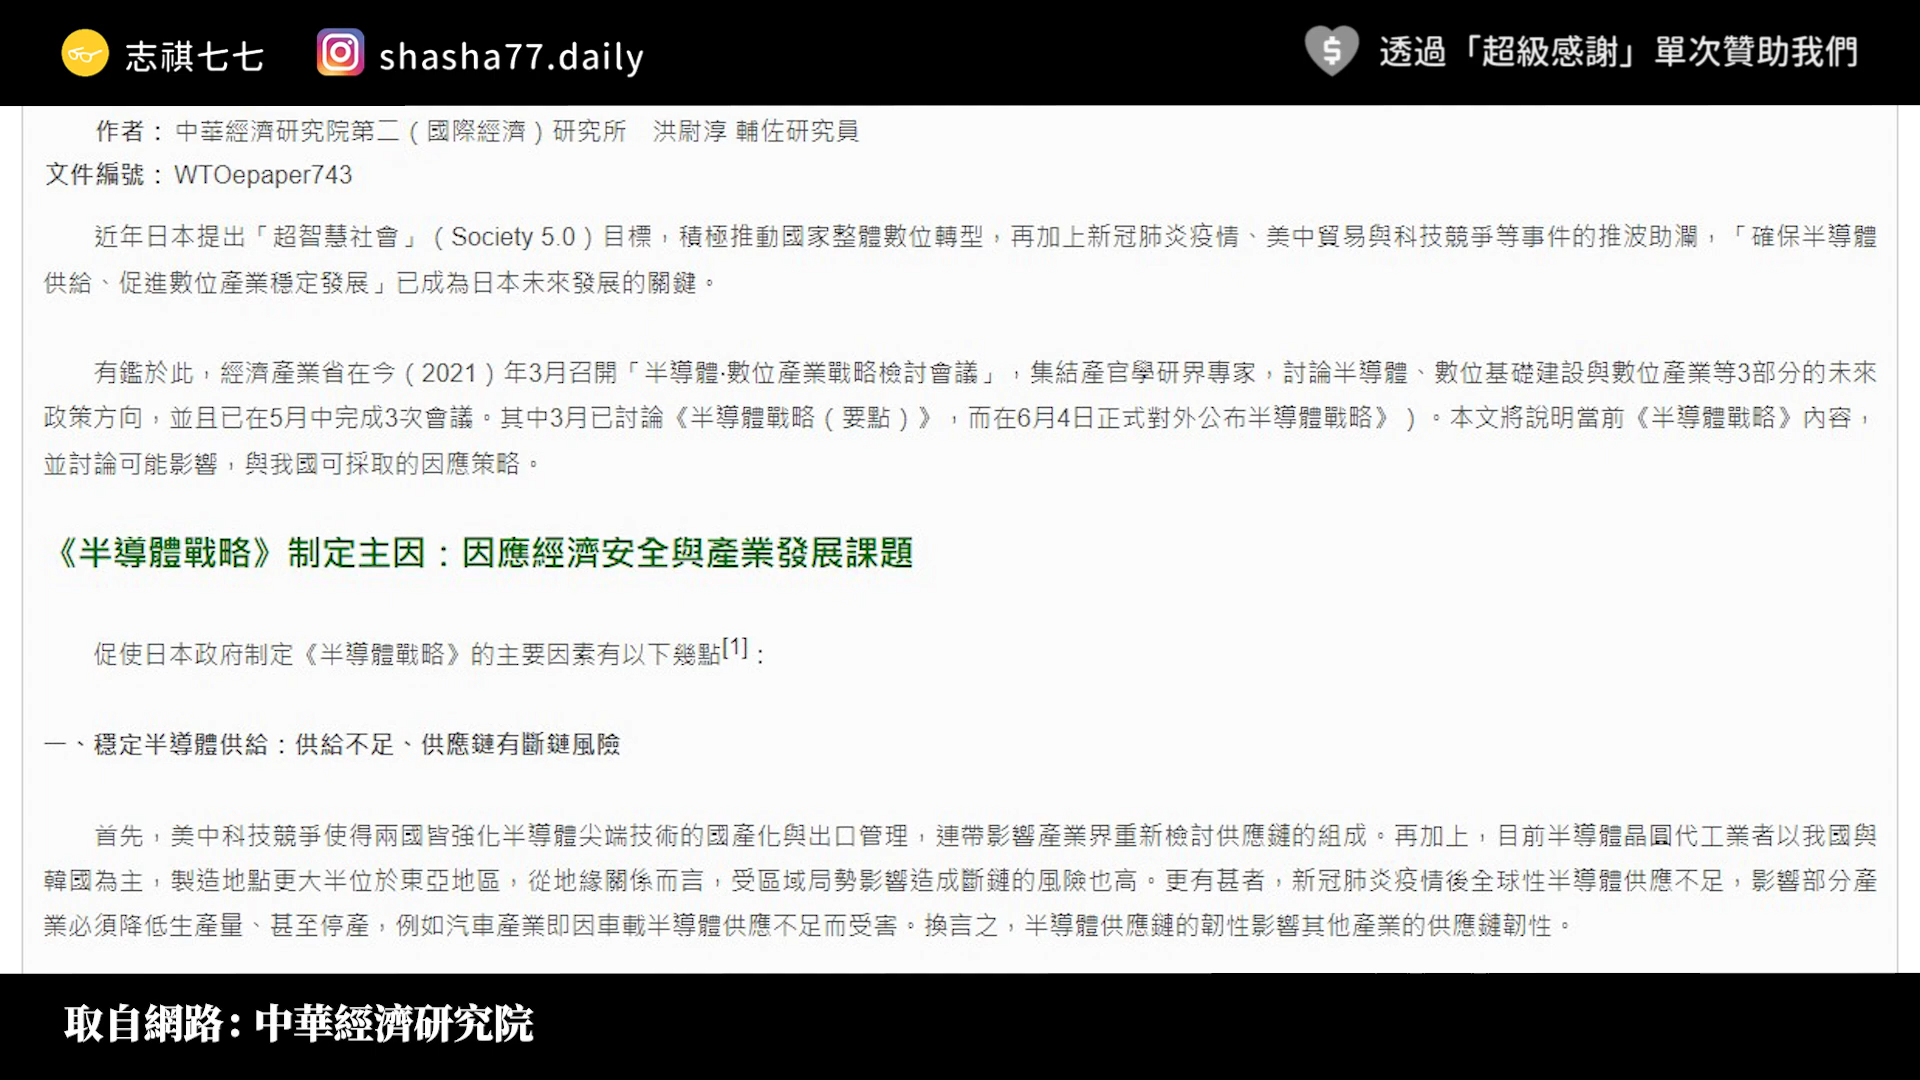 志祺七七 shasha77.daily 透過「超級感謝」單次贊助我們
作者：中華經濟研究院第二（國際經濟）研究所　洪尉淳 輔佐研究員
文件編號：WTOepaper743
近年日本提出「超智慧社會」（Society 5.0）目標，積極推動國家整體數位轉型，再加上新冠肺炎疫情、美中貿易與科技競爭等事件的推波助瀾，「確保半導體
供給、促進數位產業穩定發展」已成為日本未來發展的關鍵。
有鑑於此，經濟產業省在今（2021）年3月召開「半導體·數位產業戰略檢討會議」，集結產官學研界專家，討論半導體、數位基礎建設與數位產業等3部分的未來
政策方向，並且已在5月中完成3次會議。其中3月已討論《半導體戰略（要點）》，而在6月4日正式對外公布半導體戰略》）。本文將說明當前《半導體戰略》內容，
並討論可能影響，與我國可採取的因應策略。
《半導體戰略》制定主因：因應經濟安全與產業發展課題
促使日本政府制定《半導體戰略》的主要因素有以下幾點[1]：
一、穩定半導體供給：供給不足、供應鏈有斷鏈風險
首先，美中科技競爭使得兩國皆強化半導體尖端技術的國產化與出口管理，連帶影響產業界重新檢討供應鏈的組成。再加上，目前半導體晶圓代工業者以我國與
韓國為主，製造地點更大半位於東亞地區，從地緣關係而言，受區域局勢影響造成斷鏈的風險也高。更有甚者，新冠肺炎疫情後全球性半導體供應不足，影響部分產
業必須降低生產量、甚至停產，例如汽車產業即因車載半導體供應不足而受害。換言之，半導體供應鏈的韌性影響其他產業的供應鏈韌性。
取自網路：中華經濟研究院